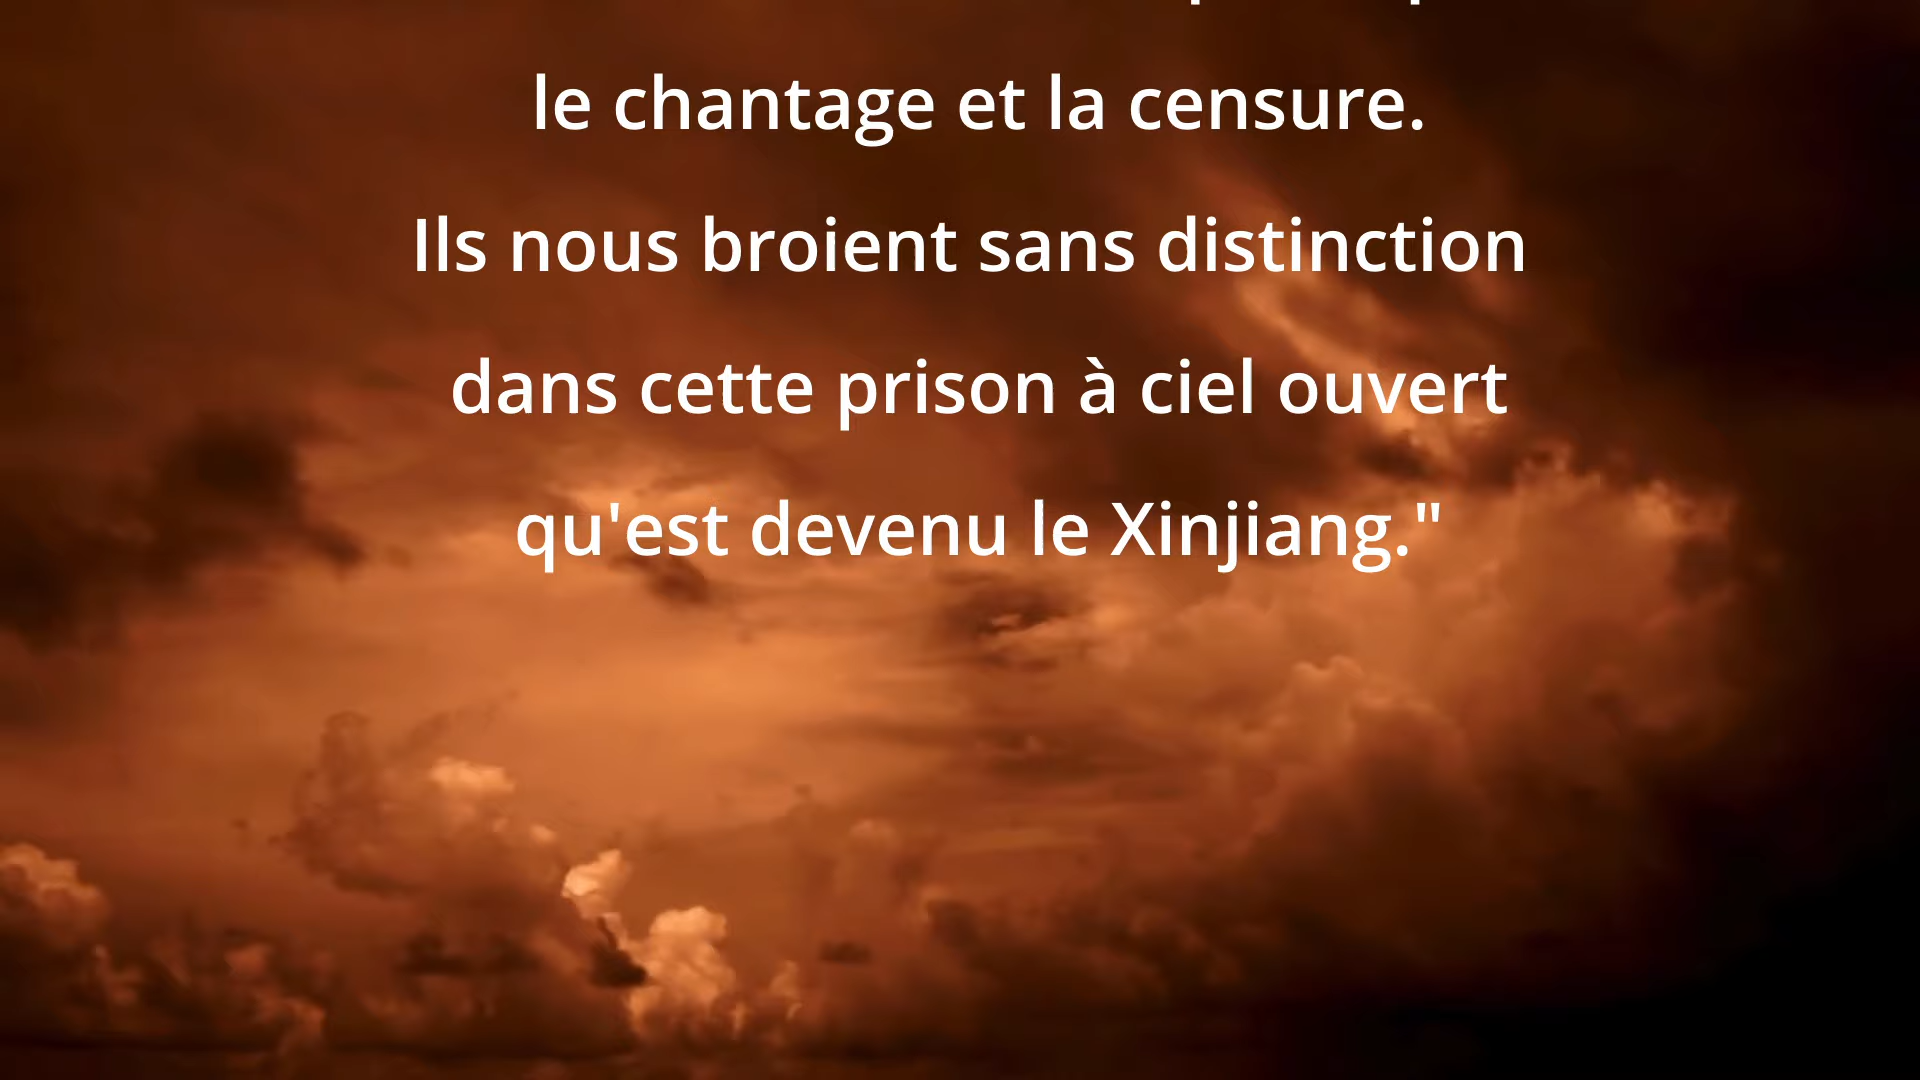 le chantage et la censure.
Ils nous broient sans distinction
dans cette prison à ciel ouvert
qu'est devenu le Xinjiang."